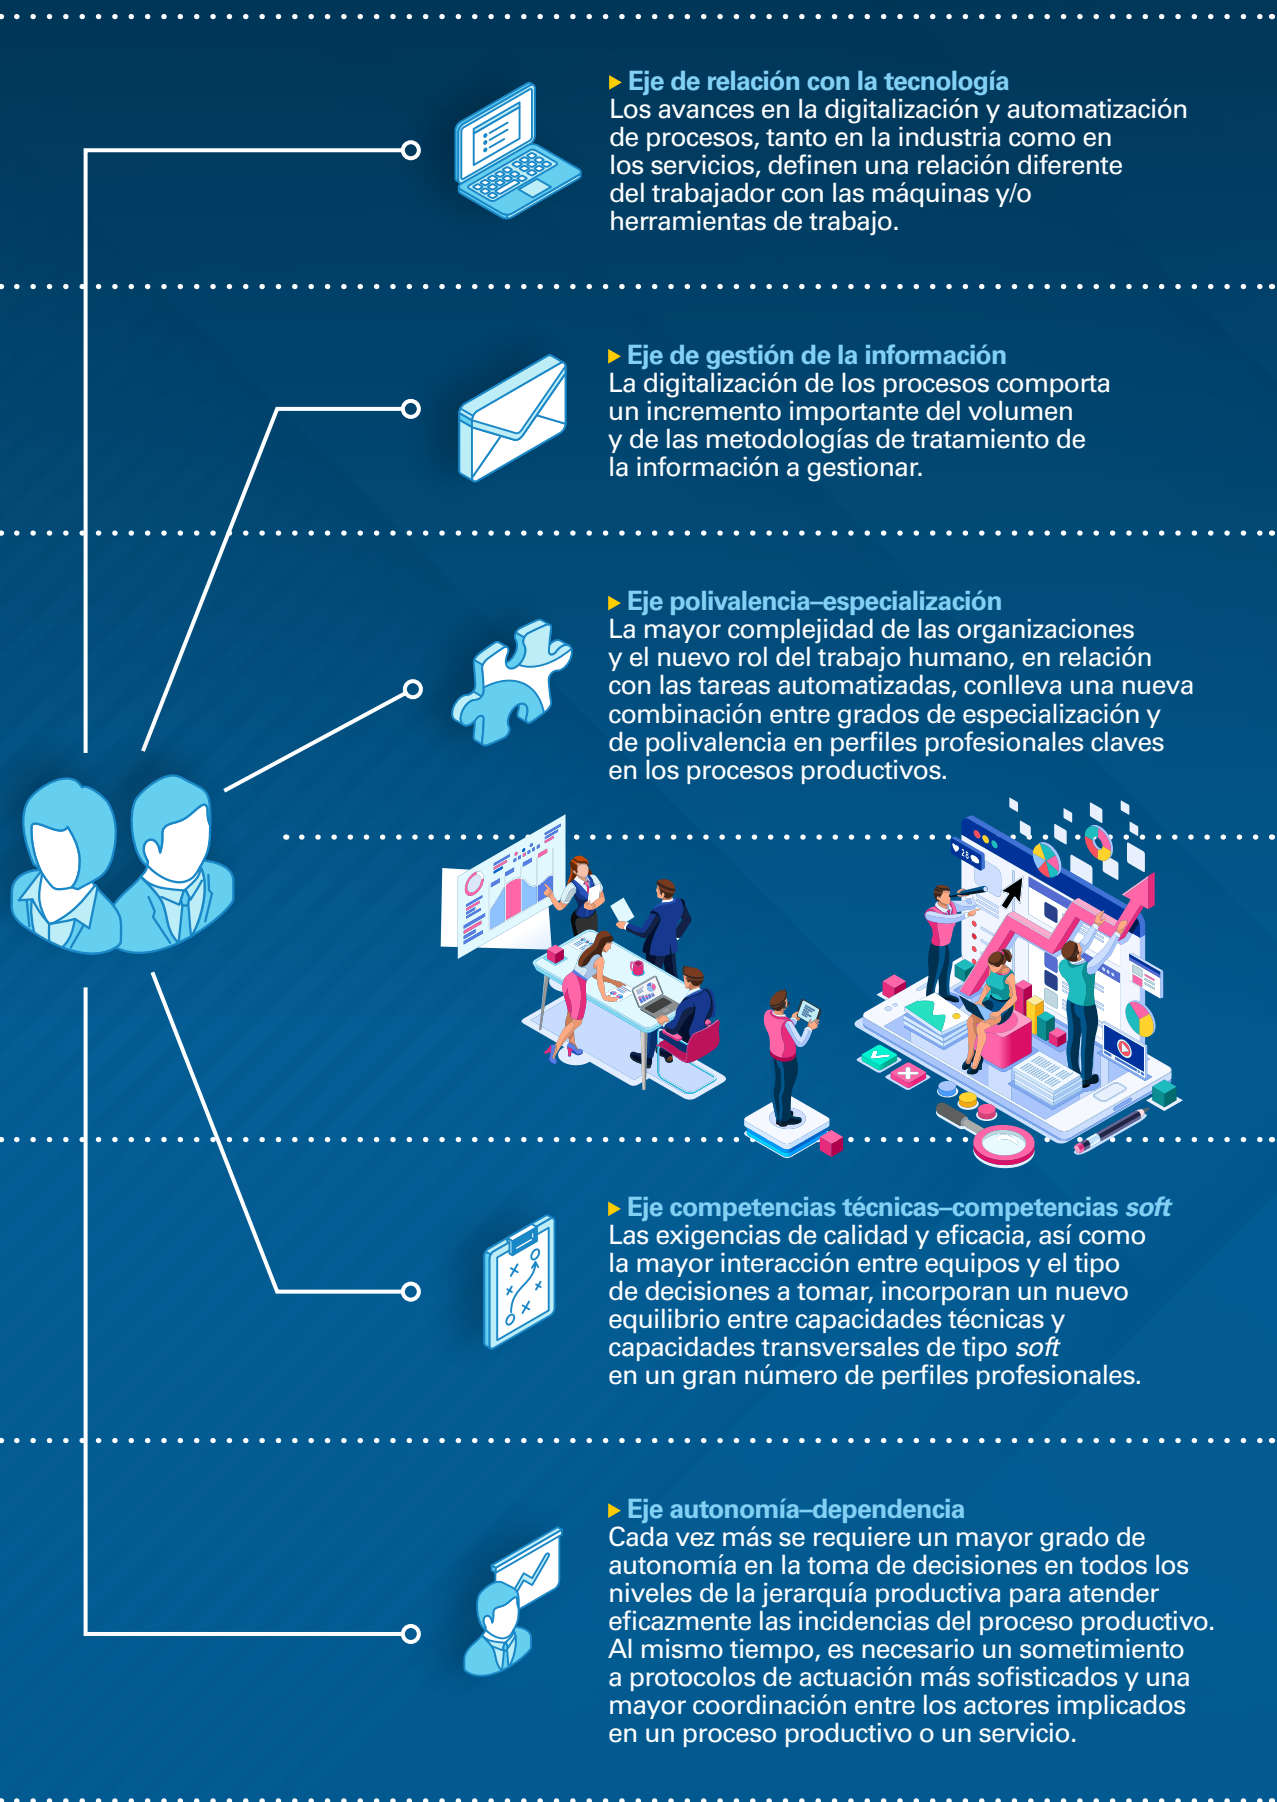 Eje de relación con la tecnología
Los avances en la digitalización y automatización
de procesos, tanto en la industria como en
los servicios, definen una relación diferente
del trabajador con las máquinas y/o
herramientas de trabajo.
Eje de gestión de la información
La digitalización de los procesos comporta
un incremento importante del volumen
y de las metodologías de tratamiento de
la información a gestionar.
Eje polivalencia–especialización
La mayor complejidad de las organizaciones
y el nuevo rol del trabajo humano, en relación
con las tareas automatizadas, conlleva una nueva
combinación entre grados de especialización y
de polivalencia en perfiles profesionales claves
en los procesos productivos.
28
Eje competencias técnicas–competencias soft
Las exigencias de calidad y eficacia, así como
la mayor interacción entre equipos y el tipo
de decisiones a tomar, incorporan un nuevo
equilibrio entre capacidades técnicas y
capacidades transversales de tipo soft
en un gran número de perfiles profesionales.
Eje autonomía–dependencia
Cada vez más se requiere un mayor grado de
autonomía en la toma de decisiones en todos los
niveles de la jerarquía productiva para atender
eficazmente las incidencias del proceso productivo.
Al mismo tiempo, es necesario un sometimiento
a protocolos de actuación más sofisticados y una
mayor coordinación entre los actores implicados
en un proceso productivo o un servicio.